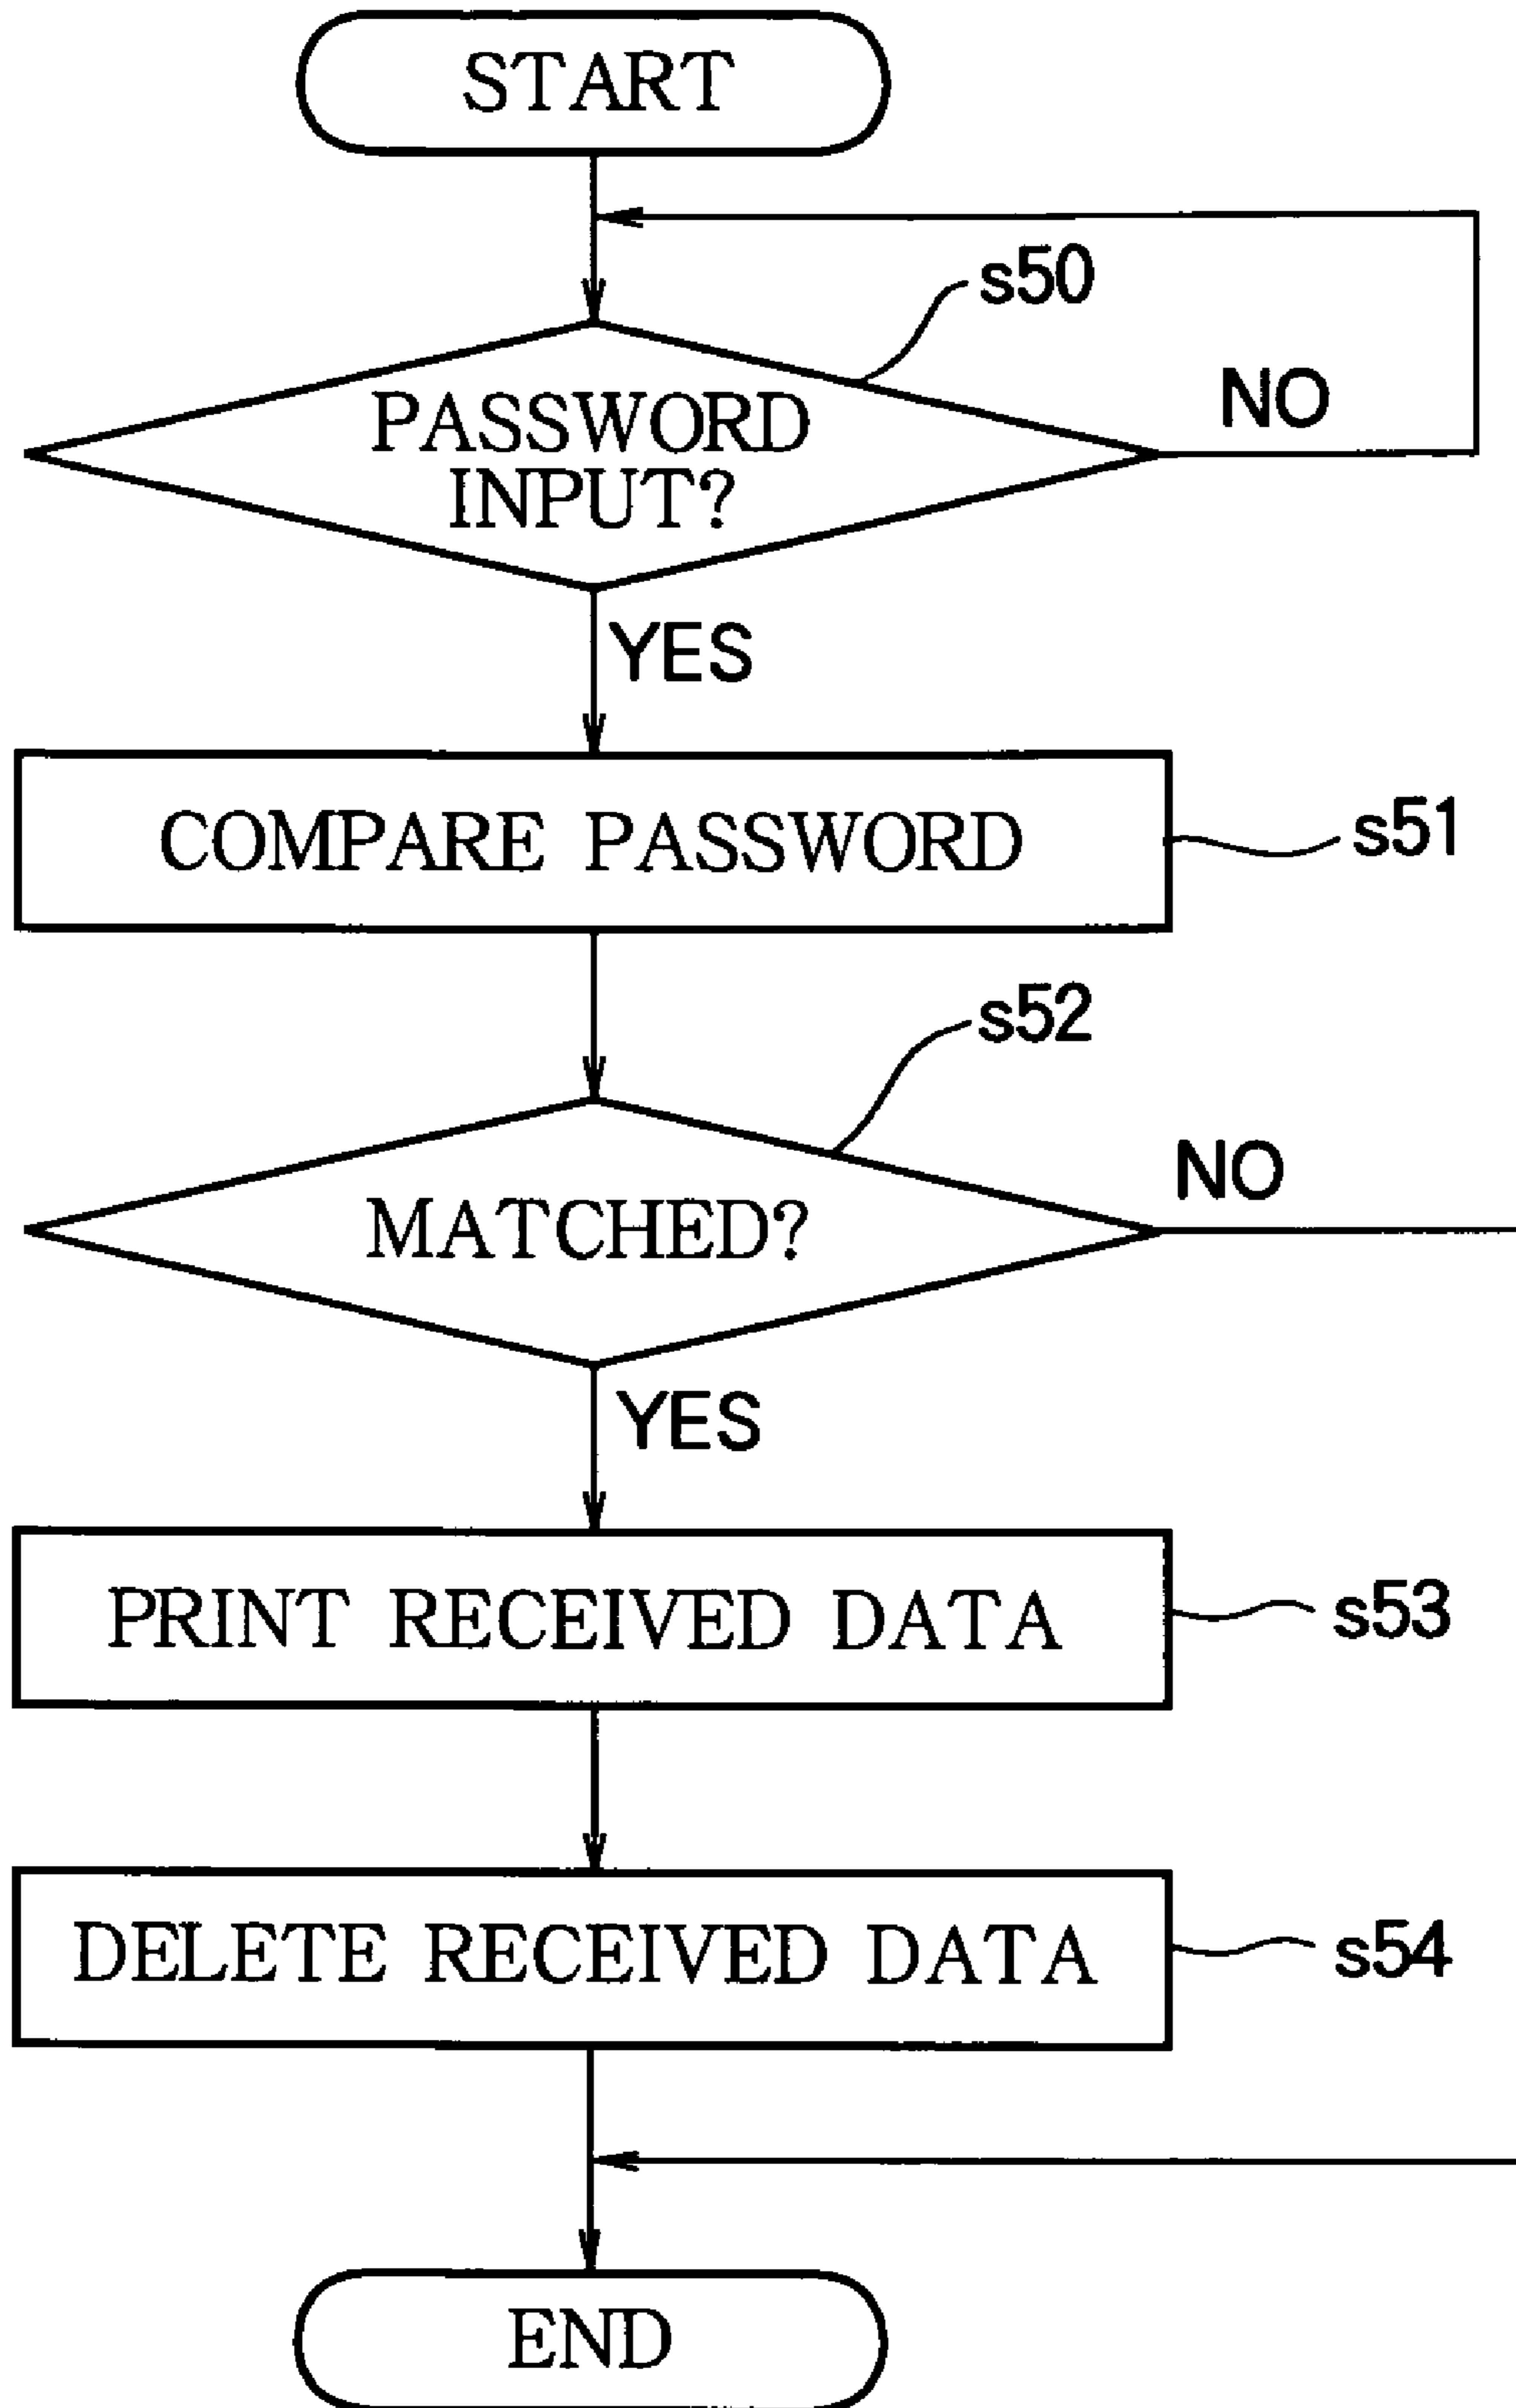 START
s50
PASSWORD
INPUT?
NO
YES
COMPARE PASSWORD
s51
s52
MATCHED?
NO
YES
PRINT RECEIVED DATA
s53
DELETE RECEIVED DATA
s54
END